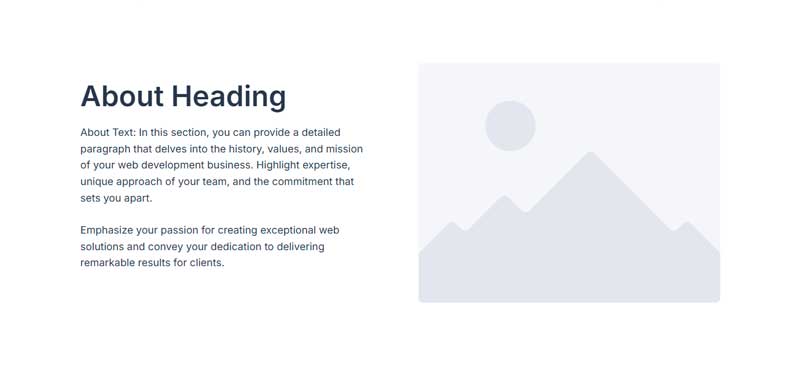 About Heading
About Text: In this section, you can provide a detailed
paragraph that delves into the history, values, and mission
of your web development business. Highlight expertise,
unique approach of your team, and the commitment that
sets you apart.
Emphasize your passion for creating exceptional web
solutions and convey your dedication to delivering
remarkable results for clients.